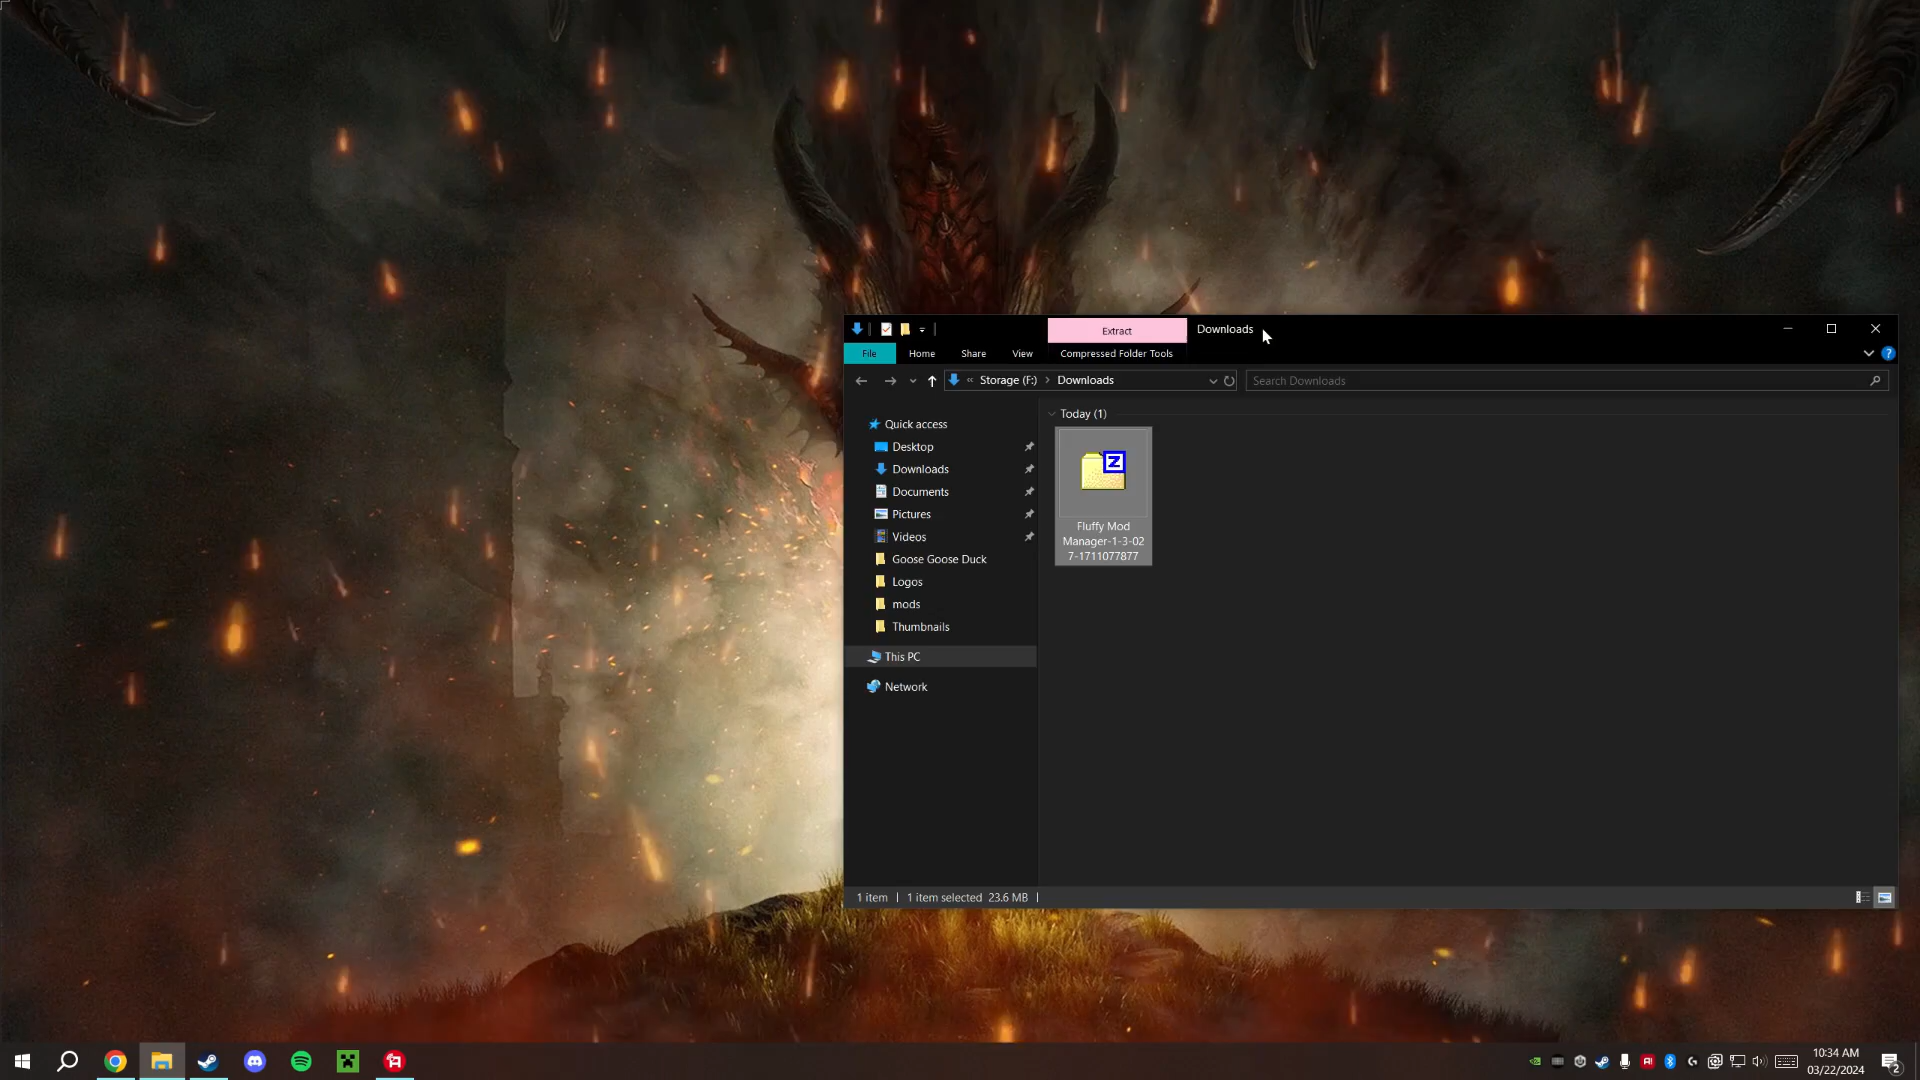 Extract
Downloads
File
Home
Share
View
Compressed Folder Tools
« Storage (F:) › Downloads
Search Downloads
Quick access
Desktop
Downloads
Documents
Pictures
Videos
Goose Goose Duck
Logos
mods
Thumbnails
This PC
Network
Today (1)
Z
Fluffy Mod
Manager-1-3-02
7-1711077877
1 item
1 item selected 23.6 MB
10:34 AM
03/22/2024
2